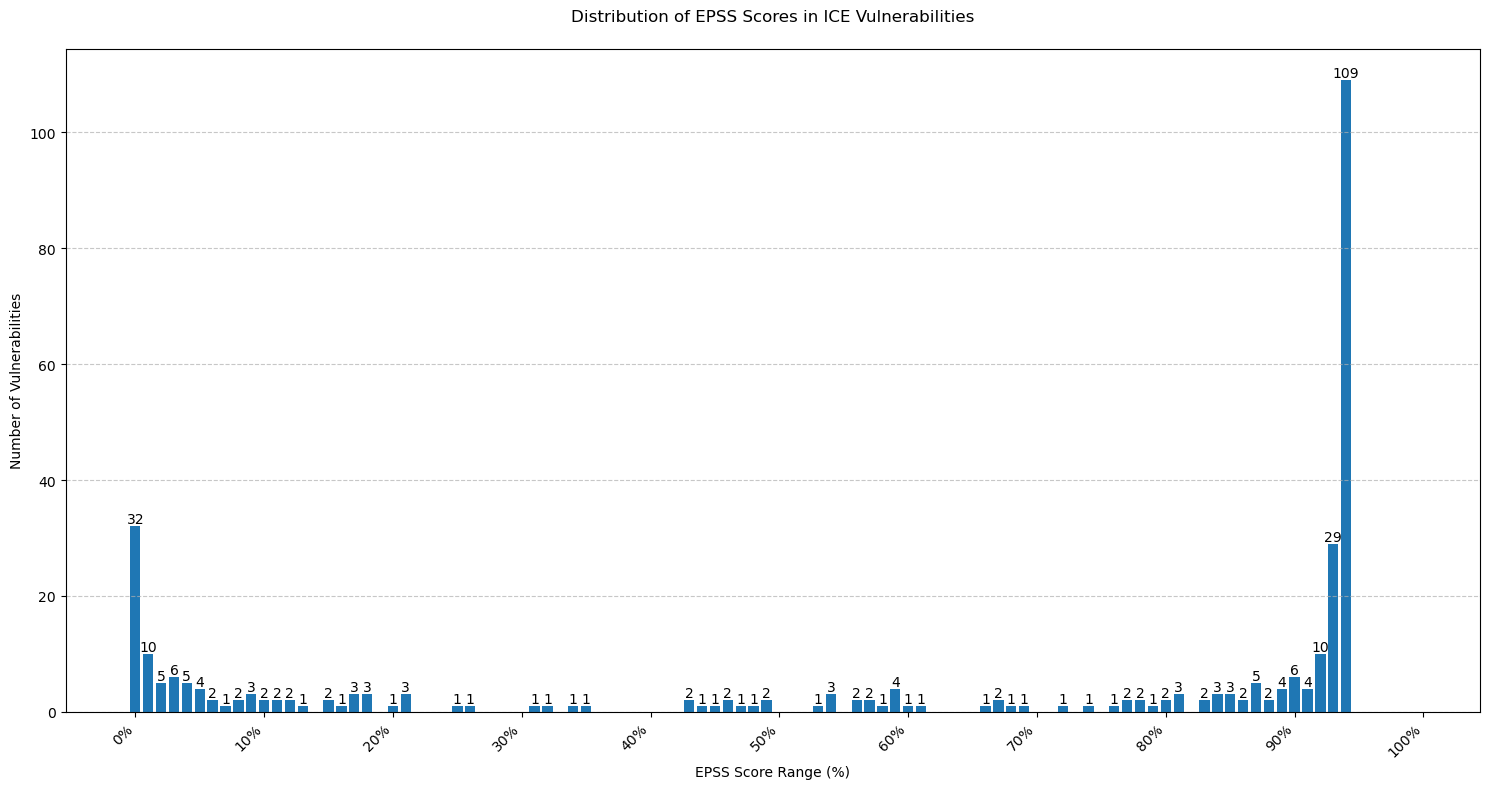 Distribution of EPSS Scores in ICE Vulnerabilities
109
100
80
60
40
20
0
Number of Vulnerabilities
32 10 5 6 5 4 2 1 2 3 2 2 2 1 2 1 3 3 1 3 1 1 1 1 1 1 2 1 1 2 1 1 2 1 3 2 2 1 4 1 1 1 2 1 1 1 1 1 2 2 1 2 3 2 3 3 2 5 2 4 6 4 10 29
0% 10% 20% 30% 40% 50% 60% 70% 80% 90% 100%
EPSS Score Range (%)